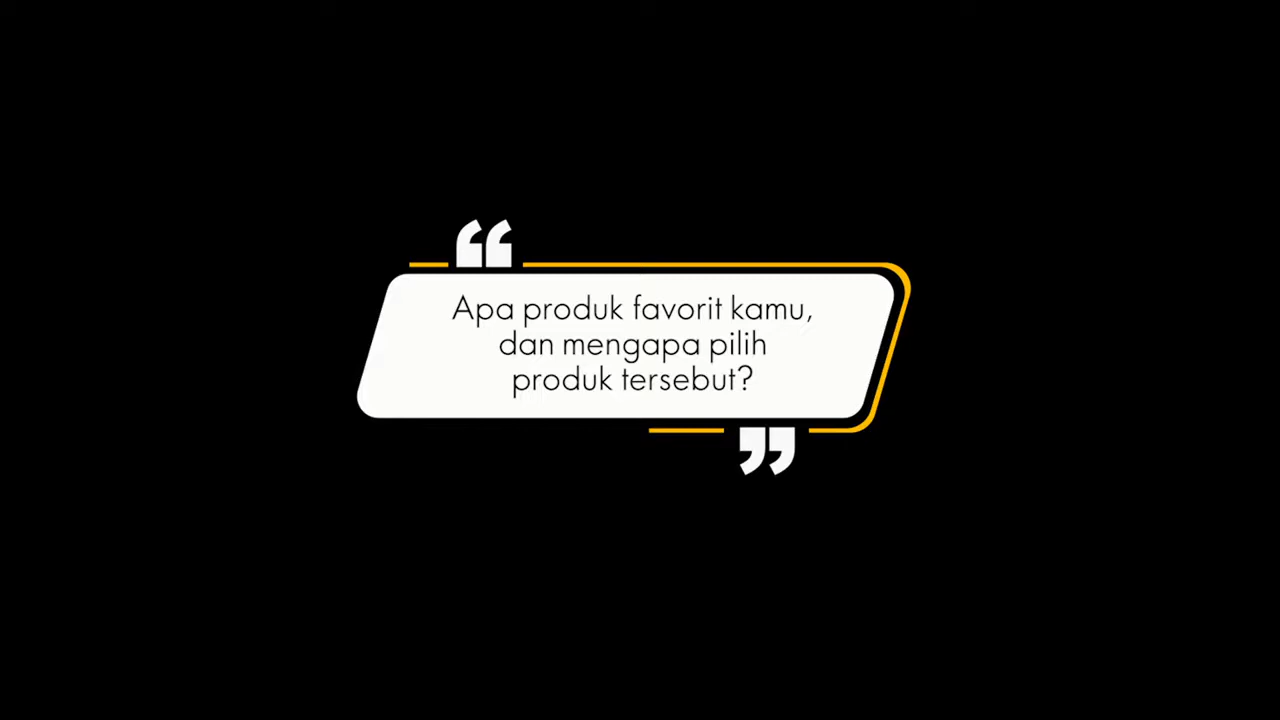 Apa produk favorit kamu,
dan mengapa pilih
produk tersebut?